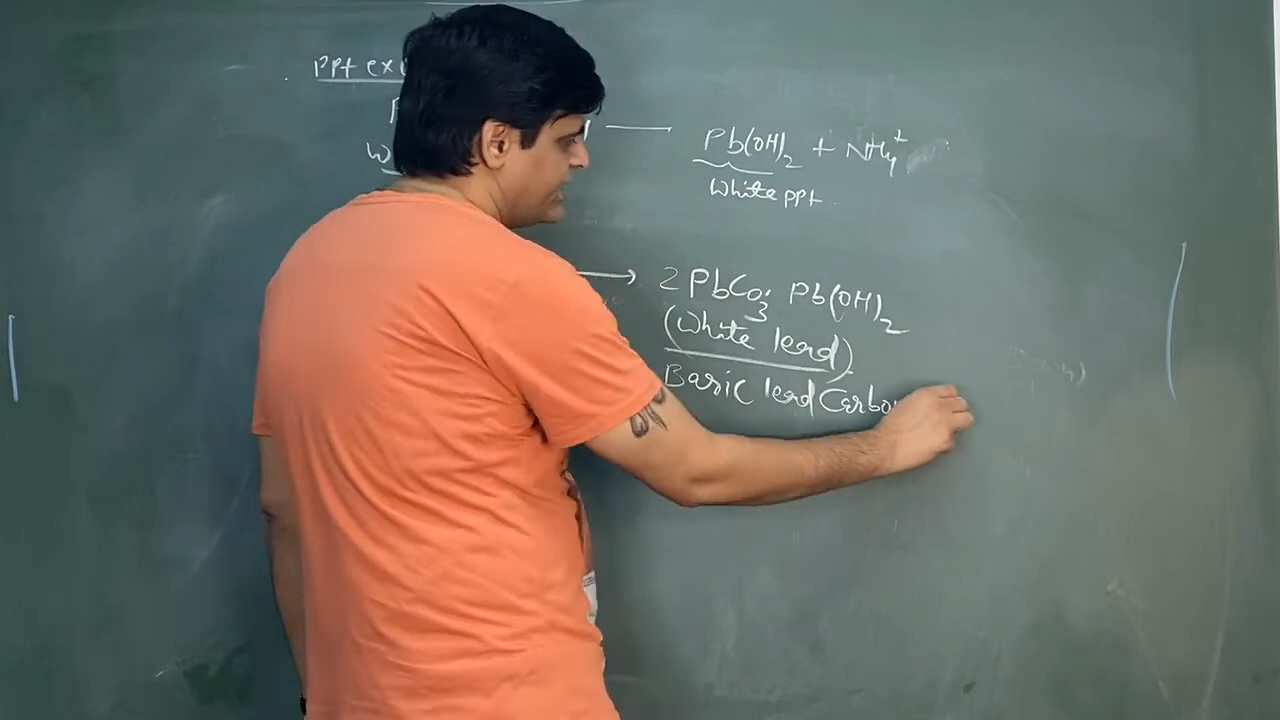 PPt ex
Pb(OH)₂ + NH₄⁺
White ppt.
→ 2 PbCO₃. Pb(OH)₂
(White lead)
Basic lead Carbo